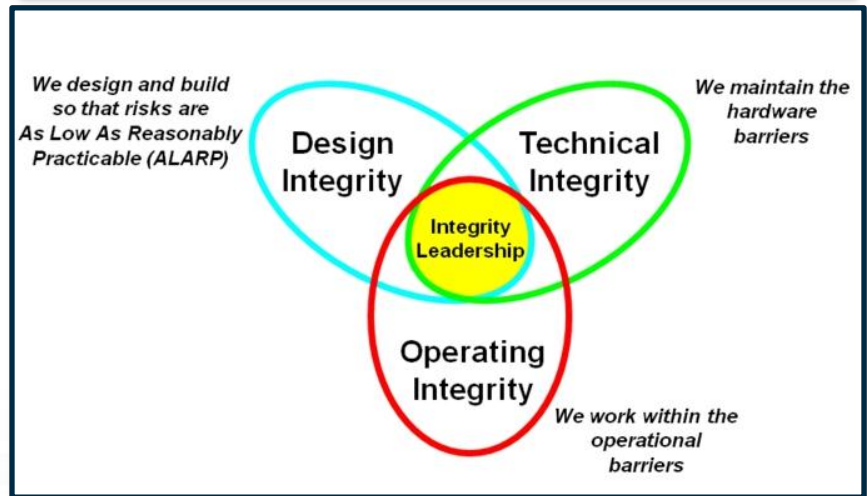 We design and build
so that risks are
As Low As Reasonably
Practicable (ALARP)
Design
Integrity
Technical
Integrity
We maintain the
hardware
barriers
Integrity
Leadership
Operating
Integrity
We work within the
operational
barriers